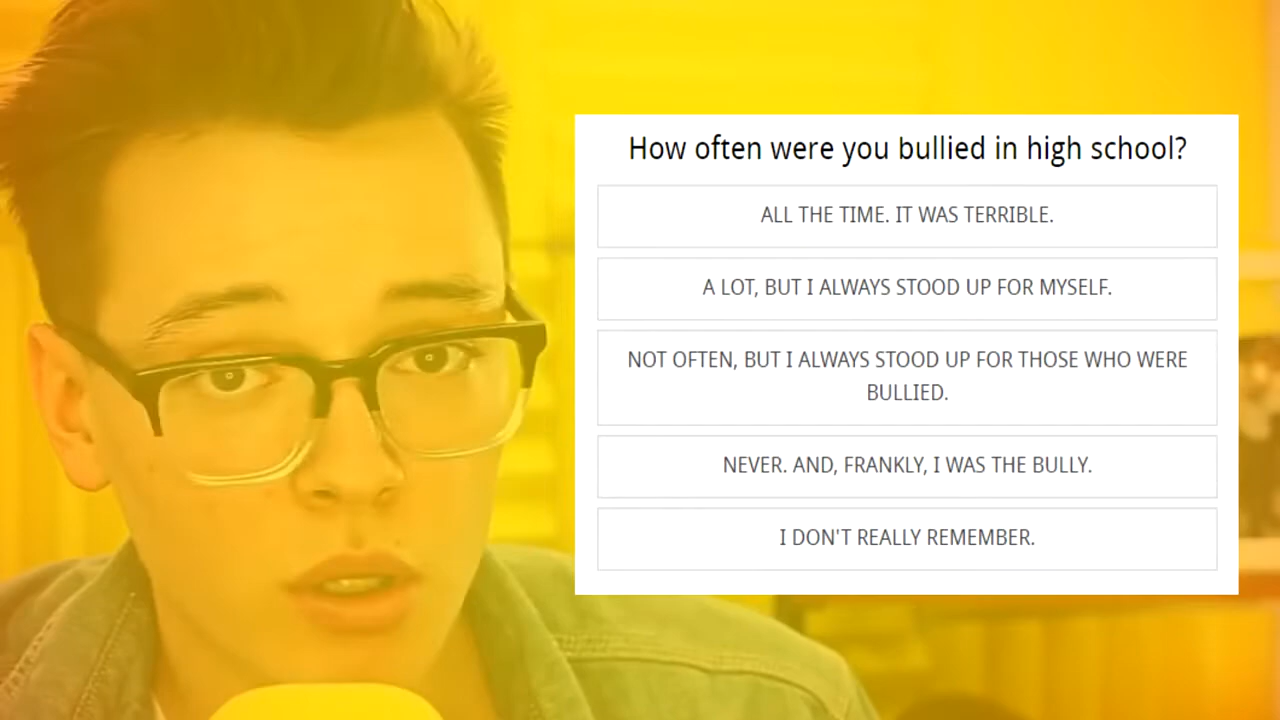 How often were you bullied in high school?
ALL THE TIME. IT WAS TERRIBLE.
A LOT, BUT I ALWAYS STOOD UP FOR MYSELF.
NOT OFTEN, BUT I ALWAYS STOOD UP FOR THOSE WHO WERE
BULLIED.
NEVER. AND, FRANKLY, I WAS THE BULLY.
I DON'T REALLY REMEMBER.